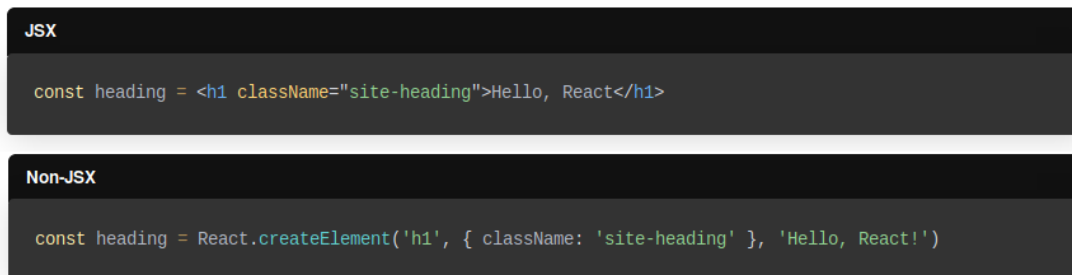 JSX
const heading = <h1 className="site-heading">Hello, React</h1>
Non-JSX
const heading = React.createElement('h1', { className: 'site-heading' }, 'Hello, React!')